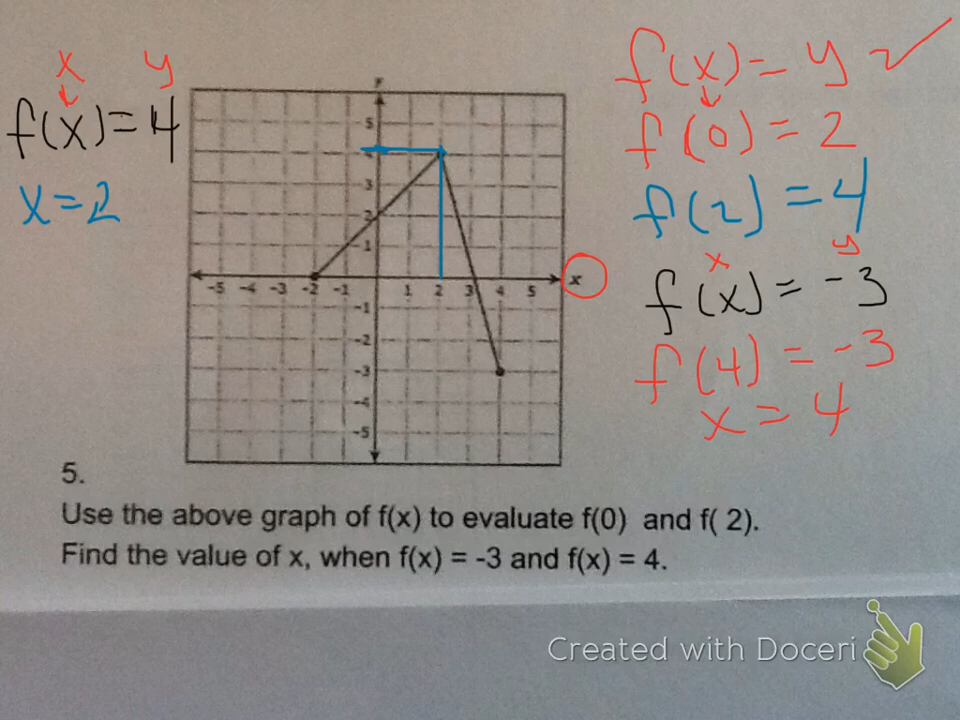 x y
f(x)=4
x=2
f(x)=y ✓
f(0)=2
f(2)=4
x y
f(x)=-3
f(4)=-3
x=4
y
5
4
3
2
1
-5 -4 -3 -2 -1 1 2 3 4 5 x
-1
-2
-3
-4
-5
5.
Use the above graph of f(x) to evaluate f(0) and f( 2).
Find the value of x, when f(x) = -3 and f(x) = 4.
Created with Doceri